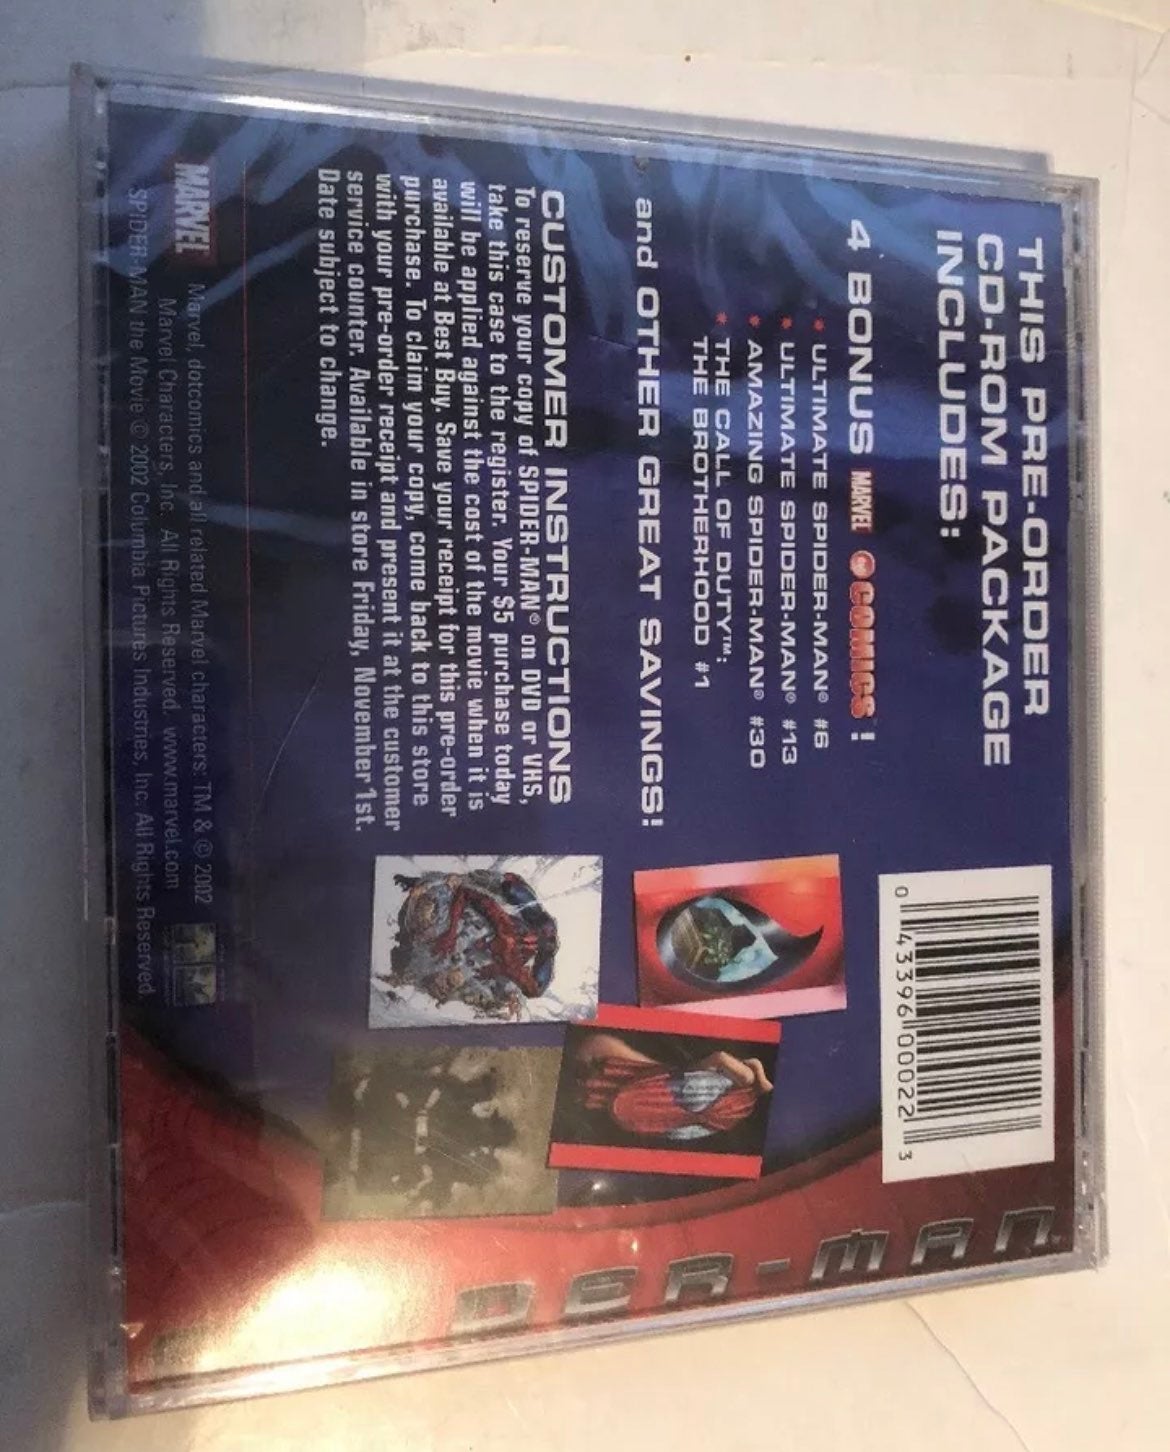 THIS PRE-ORDER
CD-ROM PACKAGE
INCLUDES:
4 BONUS MARVEL COMICS™!
* ULTIMATE SPIDER-MAN® #6
* ULTIMATE SPIDER-MAN® #13
* AMAZING SPIDER-MAN® #30
* THE CALL OF DUTY™:
THE BROTHERHOOD #1
and OTHER GREAT SAVINGS!
CUSTOMER INSTRUCTIONS
To reserve your copy of SPIDER-MAN® on DVD or VHS,
take this case to the register. Your $5 purchase today
will be applied against the cost of the movie when it is
available at Best Buy. Save your receipt for this pre-order
purchase. To claim your copy, come back to this store
with your pre-order receipt and present it at the customer
service counter. Available in store Friday, November 1st.
Date subject to change.
MARVEL
Marvel, dotcomics and all related Marvel characters: TM & © 2002
Marvel Characters, Inc. All Rights Reserved. www.marvel.com
SPIDER-MAN the Movie © 2002 Columbia Pictures Industries, Inc. All Rights Reserved.
0 43396 00022 3
DER-MAN